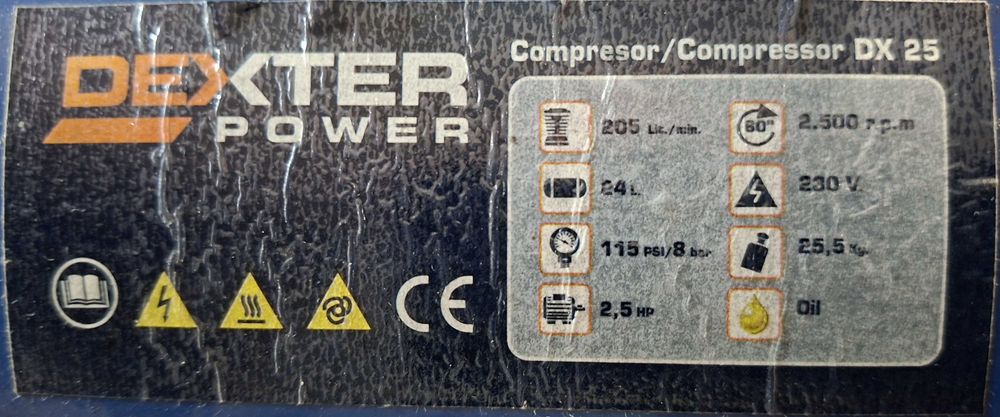 DEXTER
POWER
Compresor/Compressor DX 25
205 Lit./min.
60"
2.500 r.p.m
24 L.
230 V.
115 PSI/8 bar
25,5 Kg.
2,5 HP
Oil
CE